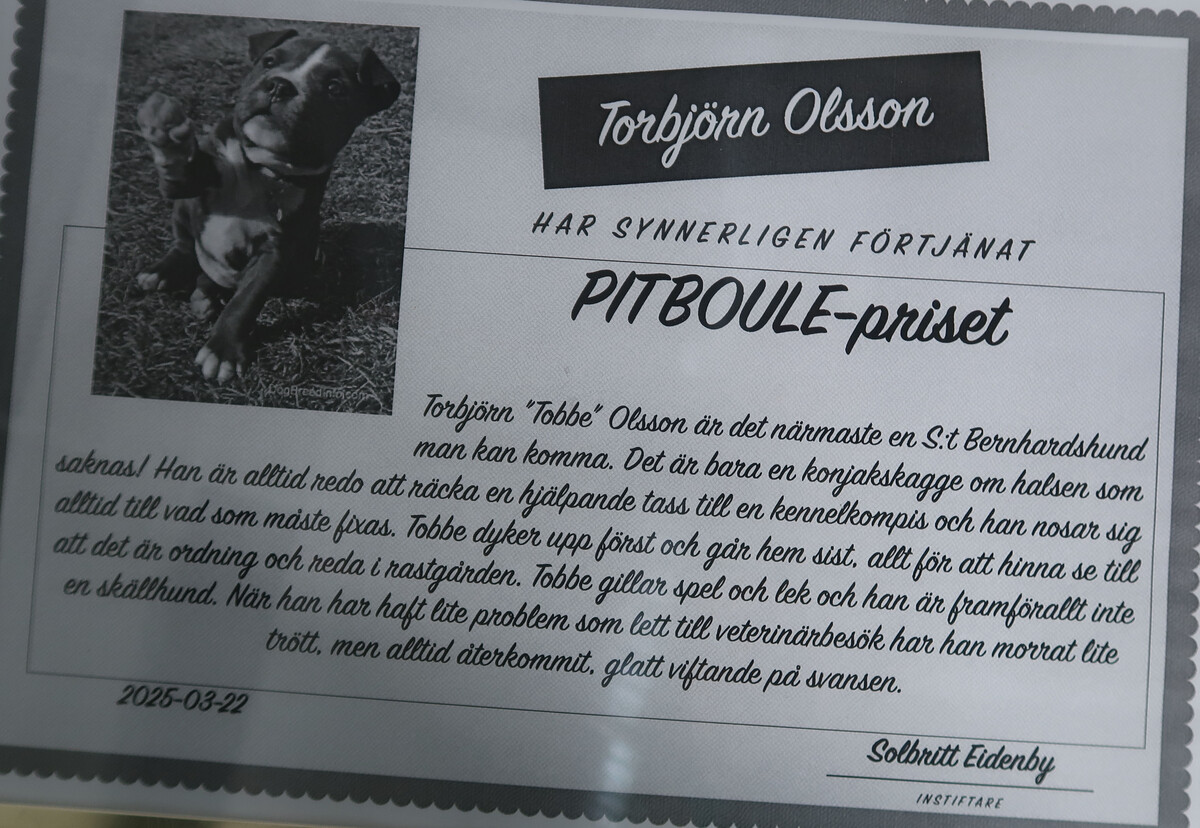 Torbjörn Olsson
HAR SYNNERLIGEN FÖRTJÄNAT
PITBOULE-priset
DogBreedinfo.com
Torbjörn "Tobbe" Olsson är det närmaste en S:t Bernhardshund
man kan komma. Det är bara en konjakskagge om halsen som
saknas! Han är alltid redo att räcka en hjälpande tass till en kennelkompis och han nosar sig
alltid till vad som måste fixas. Tobbe dyker upp först och går hem sist, allt för att hinna se till
att det är ordning och reda i rastgården. Tobbe gillar spel och lek och han är framförallt inte
en skällhund. När han har haft lite problem som lett till veterinärbesök har han morrat lite
trött, men alltid återkommit, glatt viftande på svansen.
2025-03-22
Solbritt Eidenby
INSTIFTARE